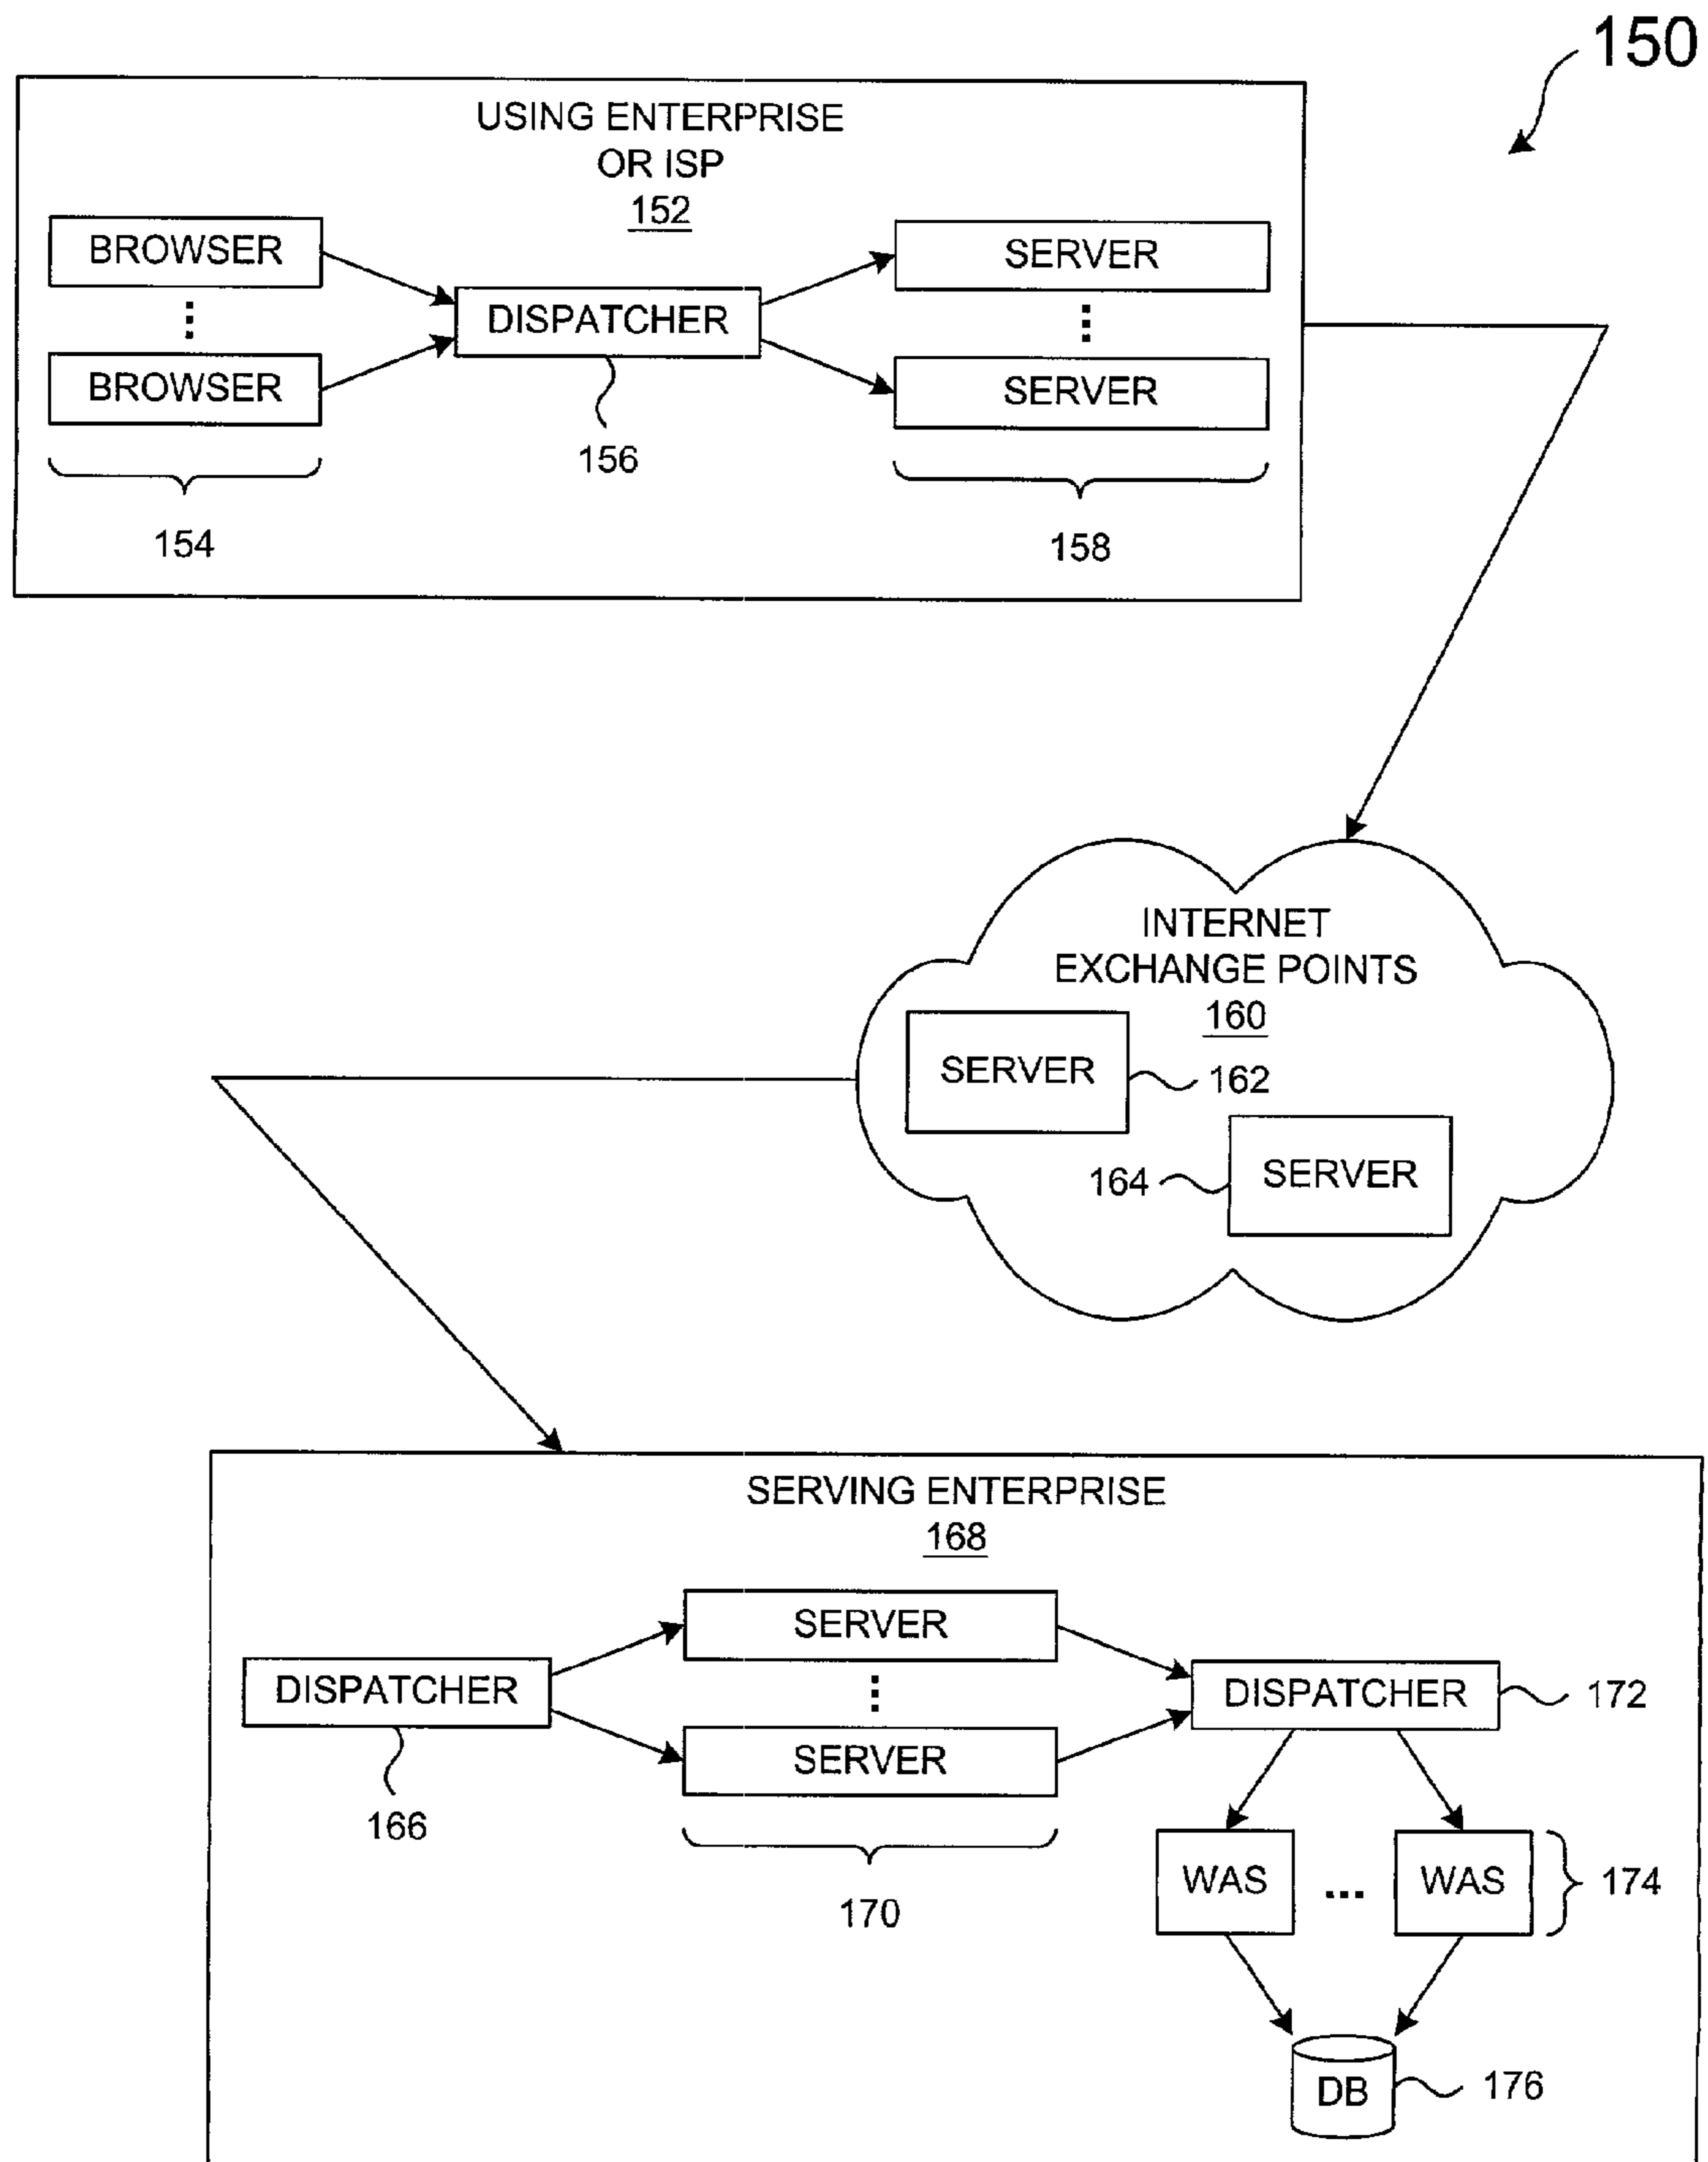 150
USING ENTERPRISE
OR ISP
152
BROWSER
SERVER
DISPATCHER
BROWSER
SERVER
156
154
158
INTERNET
EXCHANGE POINTS
160
SERVER
162
164
SERVER
SERVING ENTERPRISE
168
SERVER
DISPATCHER
DISPATCHER
172
SERVER
166
170
WAS
...
WAS
174
DB
176